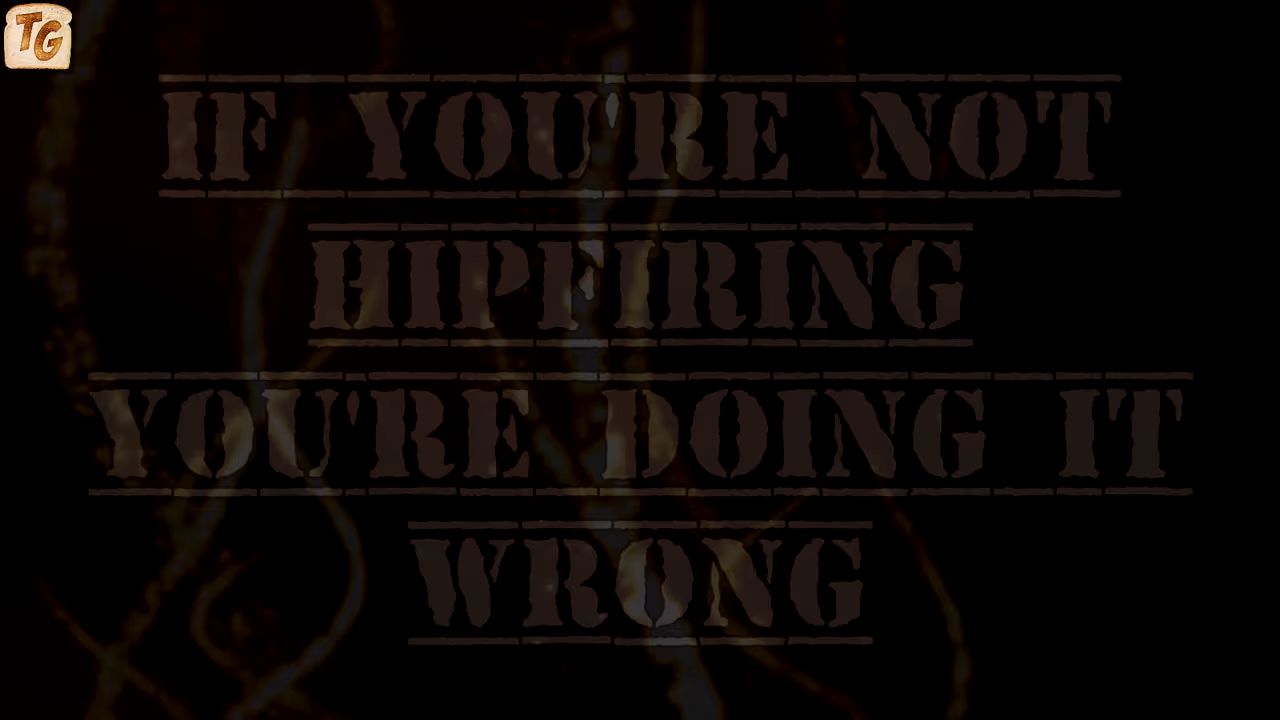 TG
IF YOU'RE NOT
HIPFIRING
YOU'RE DOING IT
WRONG